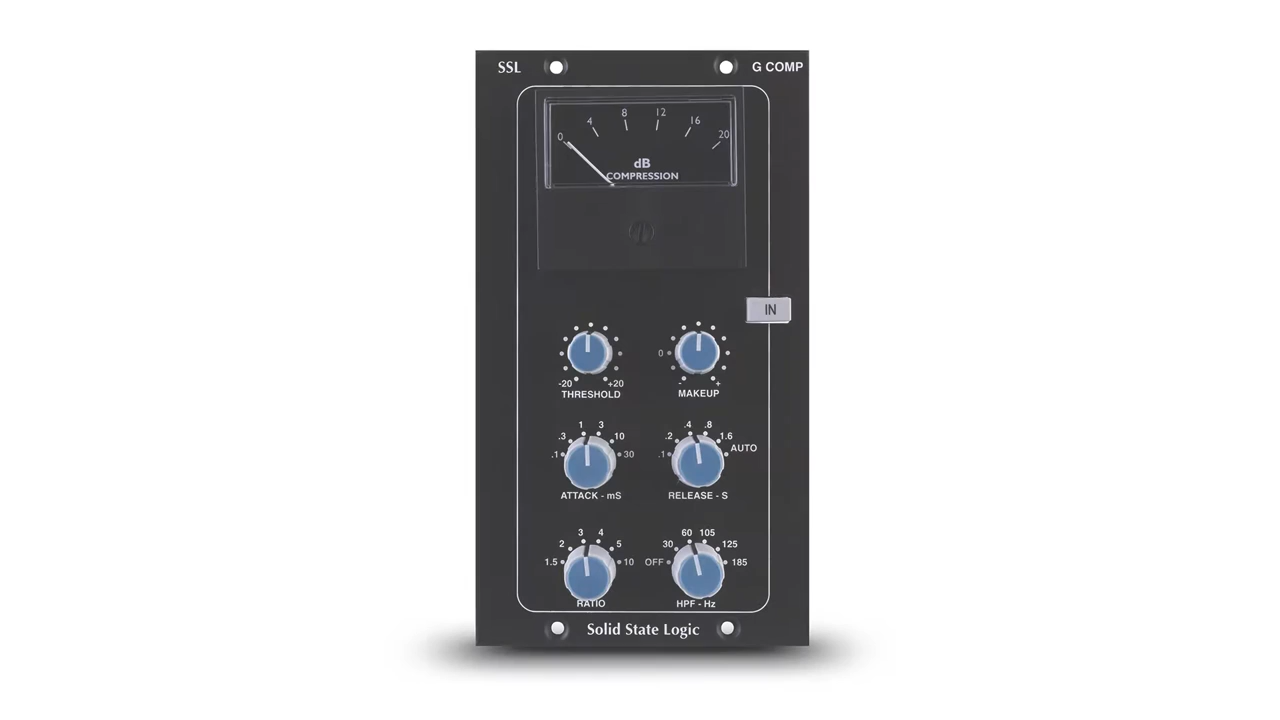 SSL
G COMP
0 4 8 12 16 20
dB
COMPRESSION
IN
-20 +20
THRESHOLD
0
- +
MAKEUP
.1 .3 1 3 10 30
ATTACK - mS
.1 .2 .4 .8 1.6 AUTO
RELEASE - S
1.5 2 3 4 5 10
RATIO
OFF 30 60 105 125 185
HPF - Hz
Solid State Logic